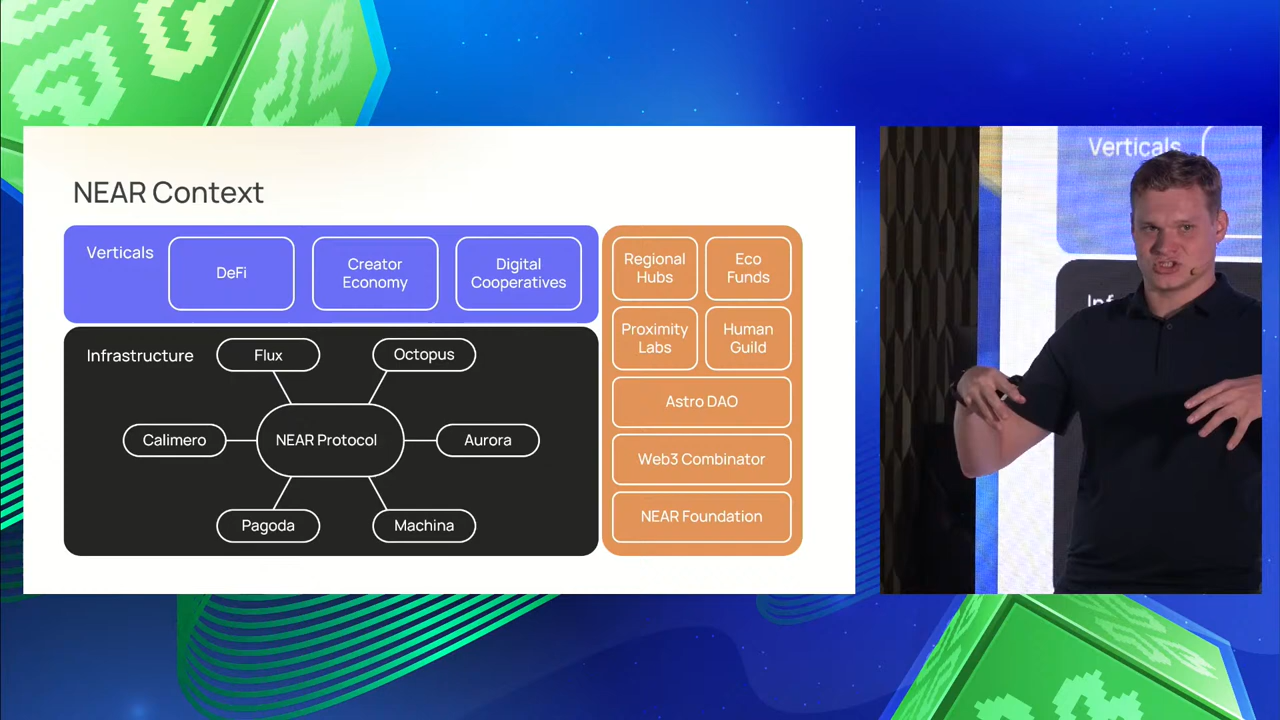 NEAR Context
Verticals
DeFi
Creator
Economy
Digital
Cooperatives
Infrastructure
Flux
Octopus
Calimero
NEAR Protocol
Aurora
Pagoda
Machina
Regional
Hubs
Eco
Funds
Proximity
Labs
Human
Guild
Astro DAO
Web3 Combinator
NEAR Foundation
Verticals